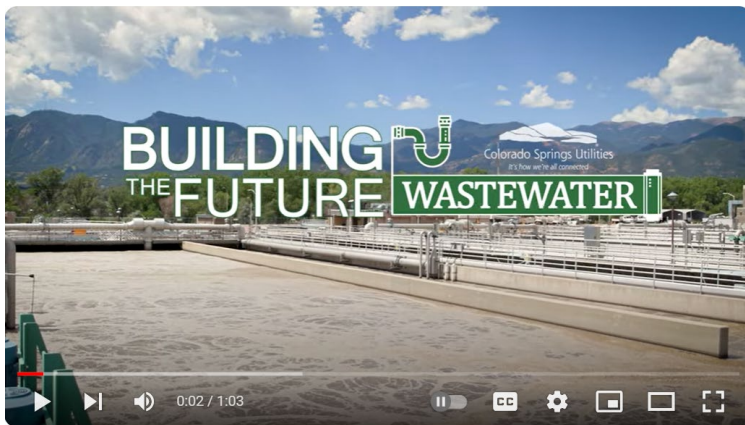 BUILDING
THE FUTURE
WASTEWATER
Colorado Springs Utilities
It's how we're all connected
0:02 / 1:03
CC